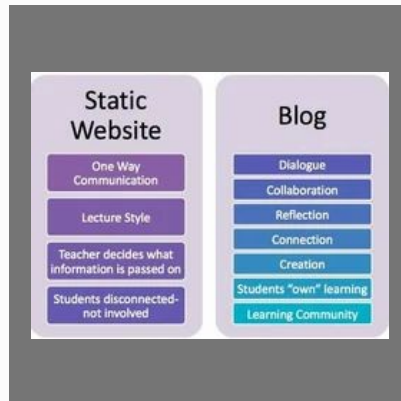 Static
Website
One Way
Communication
Lecture Style
Teacher decides what
information is passed on
Students disconnected-
not involved
Blog
Dialogue
Collaboration
Reflection
Connection
Creation
Students "own" learning
Learning Community